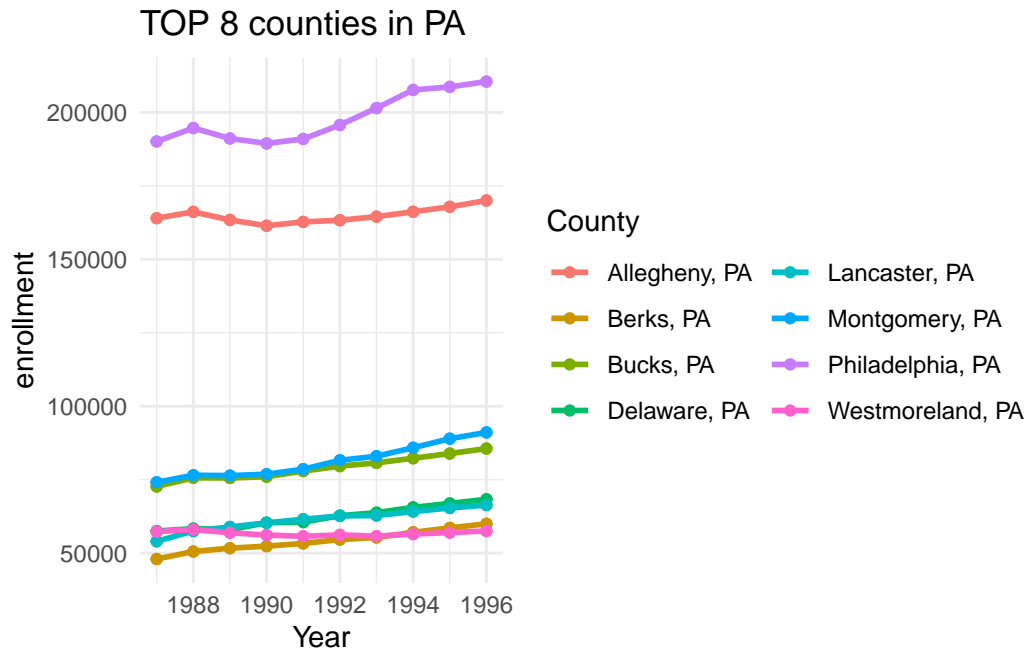 TOP 8 counties in PA
200000
150000
100000
50000
enrollment
1988 1990 1992 1994 1996
Year
County
Allegheny, PA
Berks, PA
Bucks, PA
Delaware, PA
Lancaster, PA
Montgomery, PA
Philadelphia, PA
Westmoreland, PA